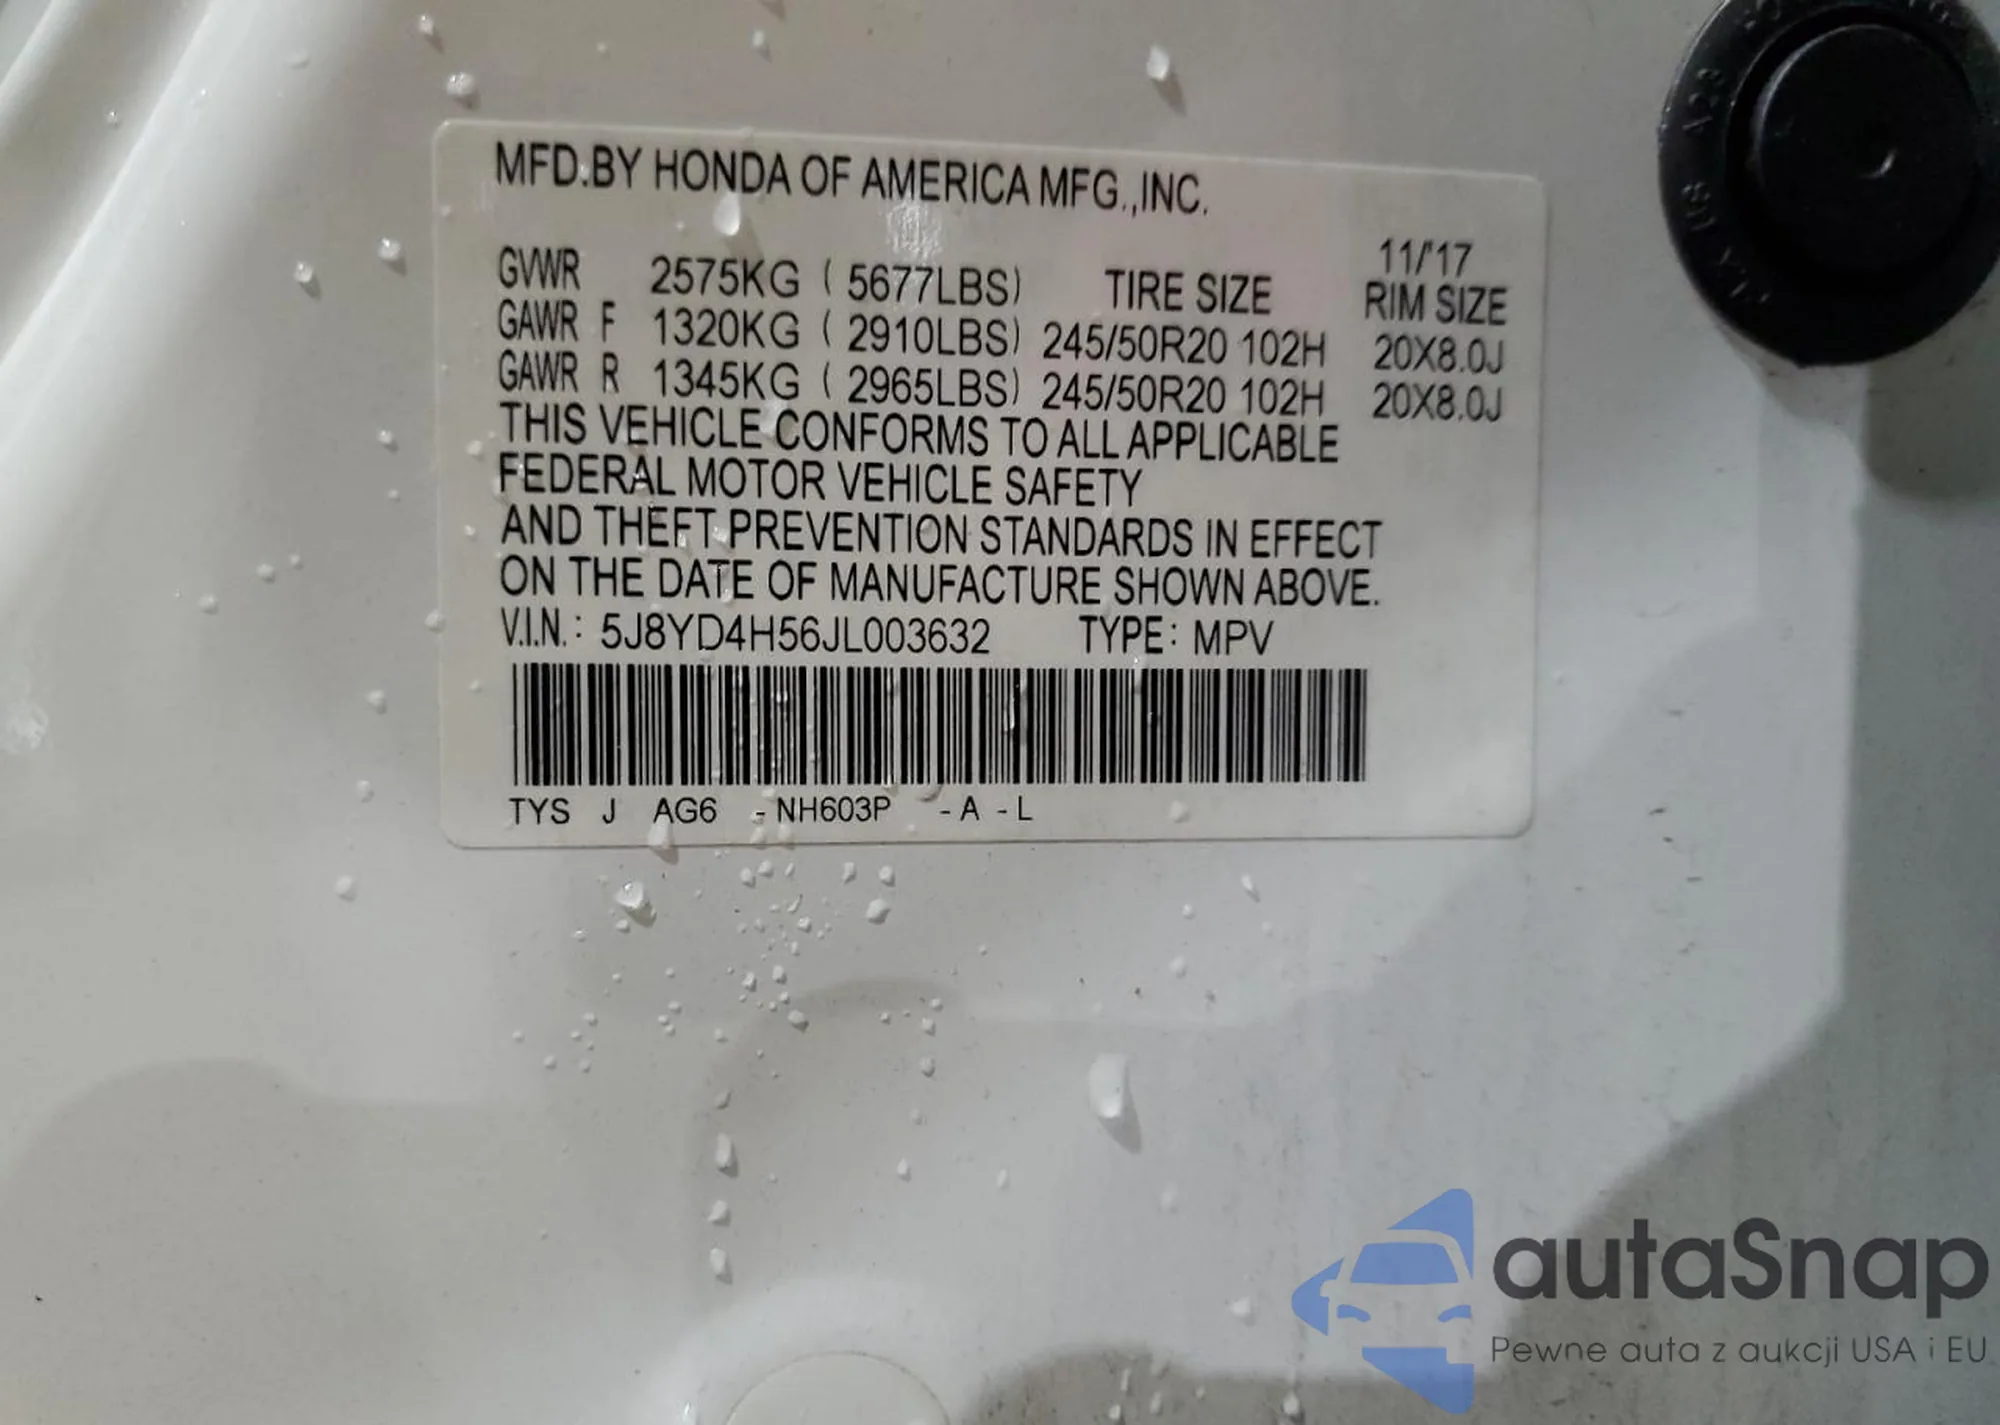 MFD.BY HONDA OF AMERICA MFG.,INC.
11/'17
GVWR 2575KG ( 5677LBS) TIRE SIZE RIM SIZE
GAWR F 1320KG ( 2910LBS) 245/50R20 102H 20X8.0J
GAWR R 1345KG ( 2965LBS) 245/50R20 102H 20X8.0J
THIS VEHICLE CONFORMS TO ALL APPLICABLE
FEDERAL MOTOR VEHICLE SAFETY
AND THEFT PREVENTION STANDARDS IN EFFECT
ON THE DATE OF MANUFACTURE SHOWN ABOVE.
V.I.N.: 5J8YD4H56JL003632 TYPE: MPV
TYS J AG6 -NH603P -A -L
autaSnap
Pewne auta z aukcji USA i EU